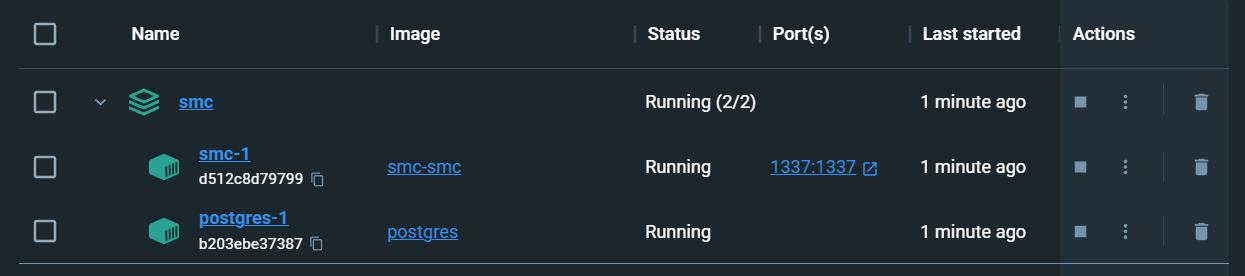 Name Image Status Port(s) Last started Actions
smc Running (2/2) 1 minute ago
smc-1
d512c8d79799
smc-smc Running 1337:1337 1 minute ago
postgres-1
b203ebe37387
postgres Running 1 minute ago